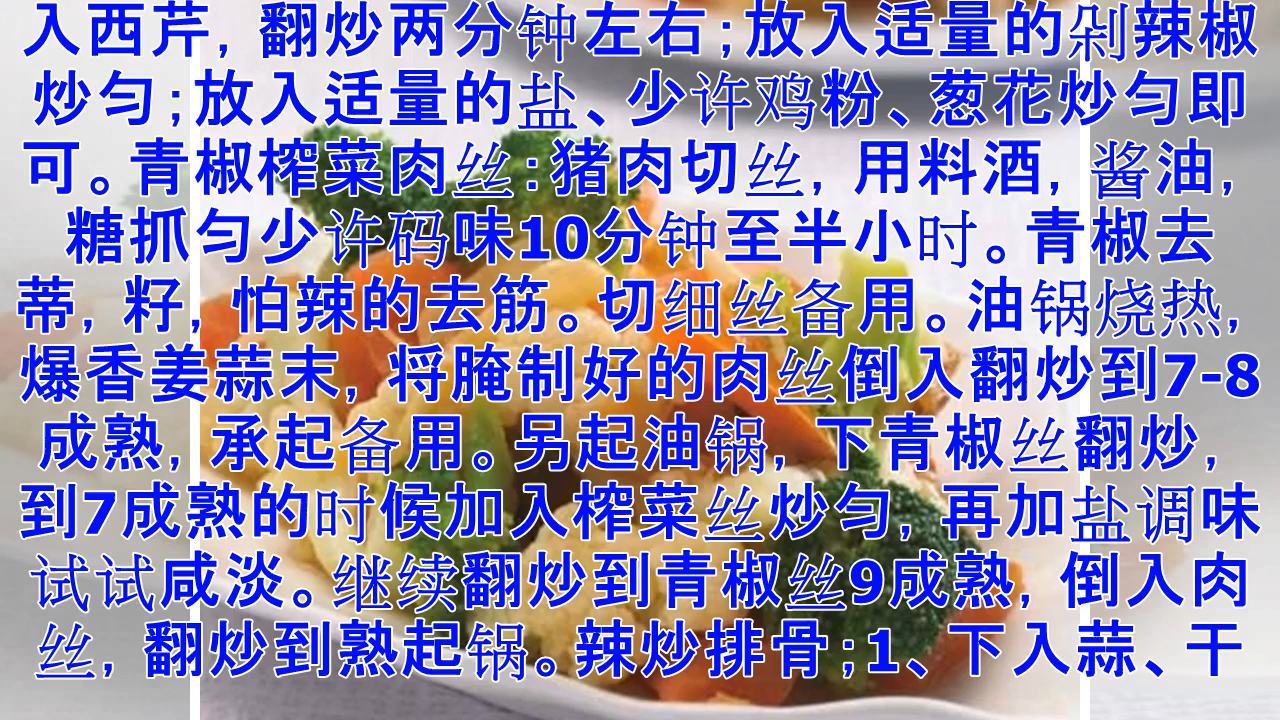 入西芹, 翻炒两分钟左右;放入适量的剁辣椒
炒匀;放入适量的盐、少许鸡粉、葱花炒匀即
可。青椒榨菜肉丝:猪肉切丝, 用料酒, 酱油,
糖抓匀少许码味10分钟至半小时。青椒去
蒂, 籽, 怕辣的去筋。切细丝备用。油锅烧热,
爆香姜蒜末, 将腌制好的肉丝倒入翻炒到7-8
成熟, 承起备用。另起油锅, 下青椒丝翻炒,
到7成熟的时候加入榨菜丝炒匀, 再加盐调味
试试咸淡。继续翻炒到青椒丝9成熟, 倒入肉
丝, 翻炒到熟起锅。辣炒排骨;1、下入蒜、干